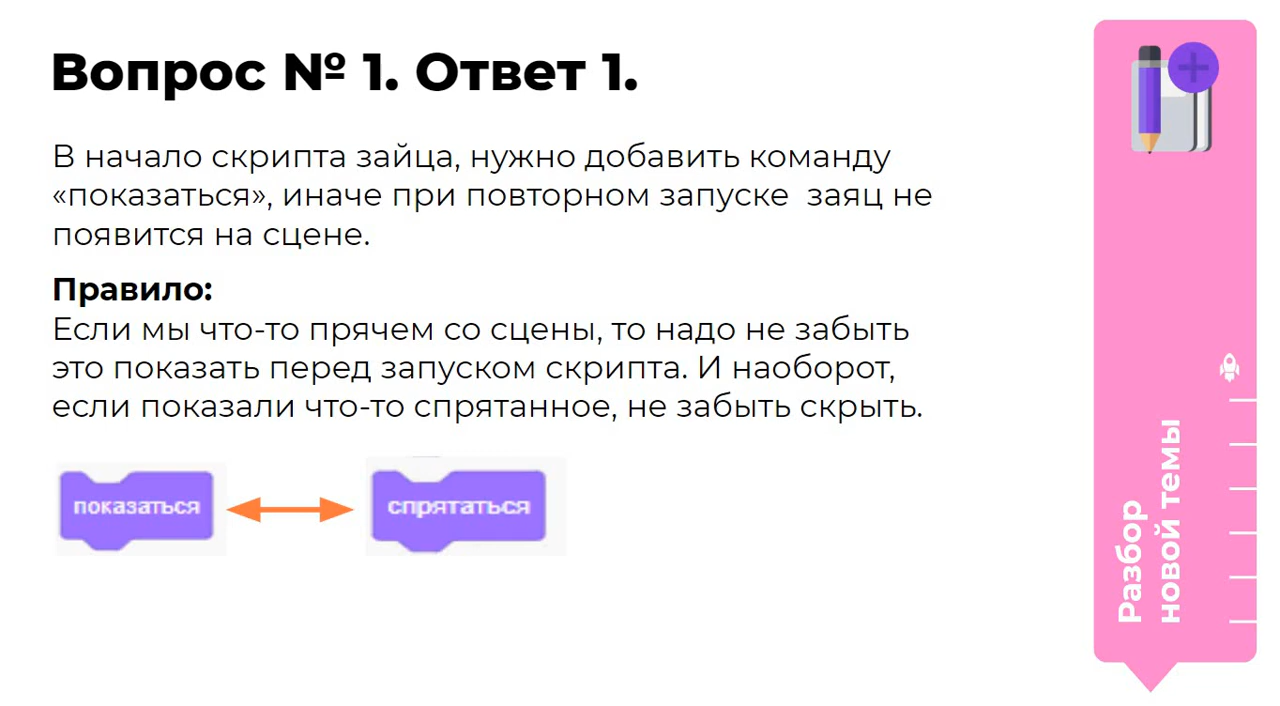 Вопрос № 1. Ответ 1.
В начало скрипта зайца, нужно добавить команду
«показаться», иначе при повторном запуске  заяц не
появится на сцене.
Правило:
Если мы что-то прячем со сцены, то надо не забыть
это показать перед запуском скрипта. И наоборот,
если показали что-то спрятанное, не забыть скрыть.
показаться
спрятаться
Разбор
новой темы